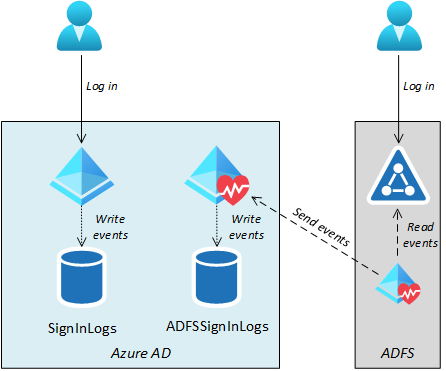 Log in
Log in
Write
events
Write
events
Send events
Read
events
SignInLogs
ADFSSignInLogs
Azure AD
ADFS